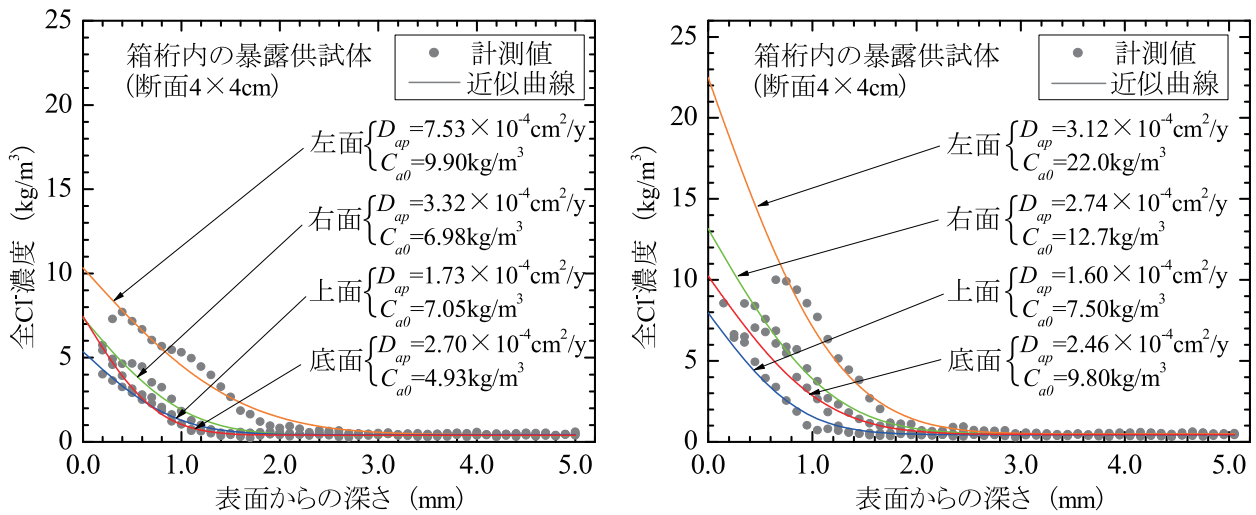 25
20
15
10
5
0
全Cl⁻濃度 (kg/m³)
箱桁内の暴露供試体
(断面4×4cm)
計測値
近似曲線
左面 D_ap=7.53×10⁻⁴cm²/y
C_a0=9.90kg/m³
右面 D_ap=3.32×10⁻⁴cm²/y
C_a0=6.98kg/m³
上面 D_ap=1.73×10⁻⁴cm²/y
C_a0=7.05kg/m³
底面 D_ap=2.70×10⁻⁴cm²/y
C_a0=4.93kg/m³
0.0 1.0 2.0 3.0 4.0 5.0
表面からの深さ (mm)
25
20
15
10
5
0
全Cl⁻濃度 (kg/m³)
箱桁内の暴露供試体
(断面4×4cm)
計測値
近似曲線
左面 D_ap=3.12×10⁻⁴cm²/y
C_a0=22.0kg/m³
右面 D_ap=2.74×10⁻⁴cm²/y
C_a0=12.7kg/m³
上面 D_ap=1.60×10⁻⁴cm²/y
C_a0=7.50kg/m³
底面 D_ap=2.46×10⁻⁴cm²/y
C_a0=9.80kg/m³
0.0 1.0 2.0 3.0 4.0 5.0
表面からの深さ (mm)